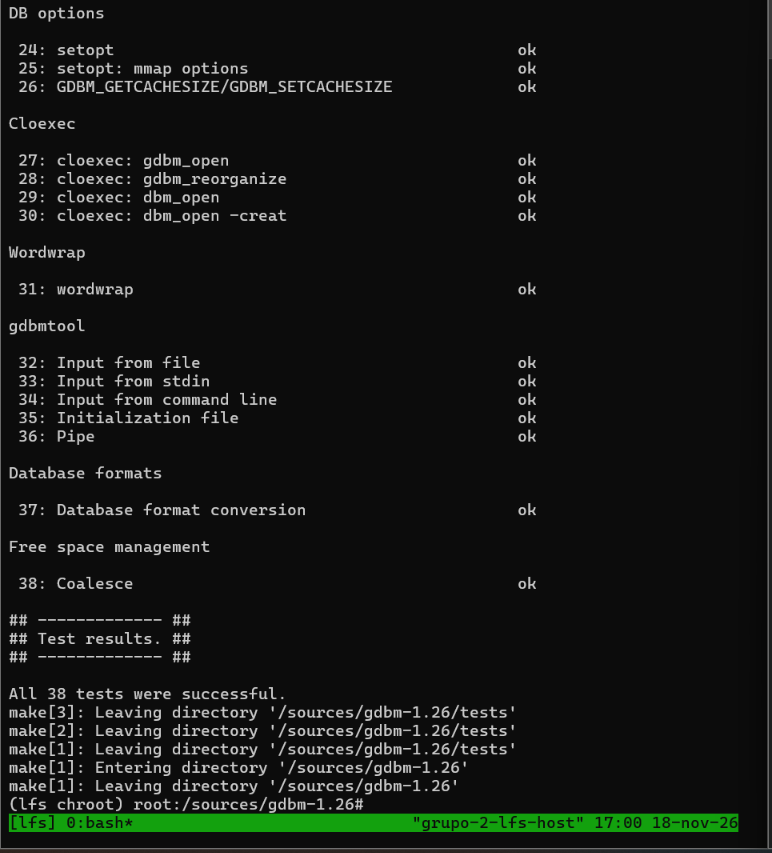 DB options
24: setopt ok
25: setopt: mmap options ok
26: GDBM_GETCACHESIZE/GDBM_SETCACHESIZE ok
Cloexec
27: cloexec: gdbm_open ok
28: cloexec: gdbm_reorganize ok
29: cloexec: dbm_open ok
30: cloexec: dbm_open -creat ok
Wordwrap
31: wordwrap ok
gdbmtool
32: Input from file ok
33: Input from stdin ok
34: Input from command line ok
35: Initialization file ok
36: Pipe ok
Database formats
37: Database format conversion ok
Free space management
38: Coalesce ok
## ------------- ##
## Test results. ##
## ------------- ##
All 38 tests were successful.
make[3]: Leaving directory '/sources/gdbm-1.26/tests'
make[2]: Leaving directory '/sources/gdbm-1.26/tests'
make[1]: Leaving directory '/sources/gdbm-1.26/tests'
make[1]: Entering directory '/sources/gdbm-1.26'
make[1]: Leaving directory '/sources/gdbm-1.26'
(lfs chroot) root:/sources/gdbm-1.26#
[lfs] 0:bash* "grupo-2-lfs-host" 17:00 18-nov-26